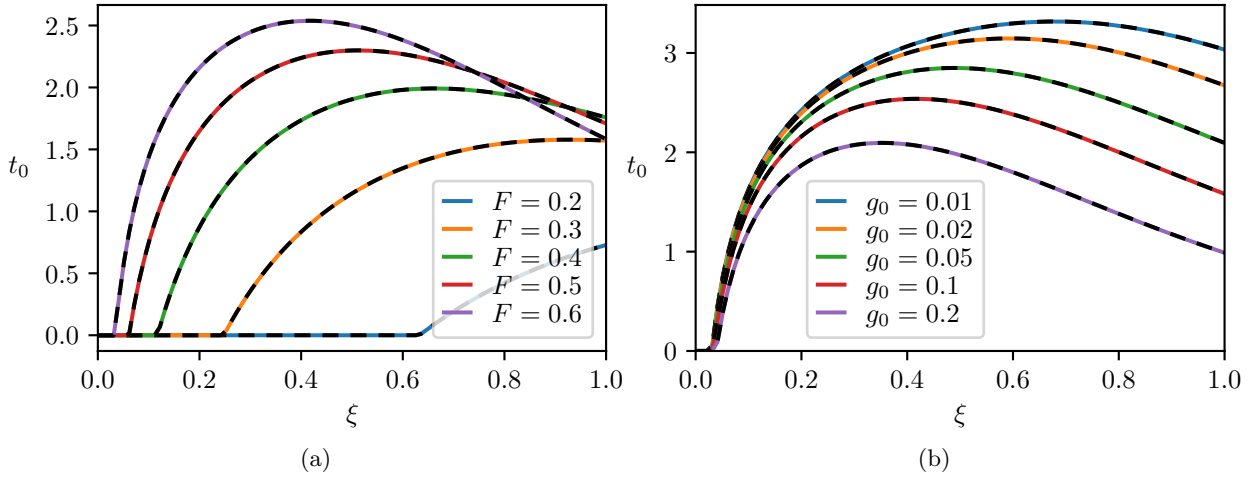 2.5
2.0
1.5
1.0
0.5
0.0
t₀
0.0 0.2 0.4 0.6 0.8 1.0
ξ
F = 0.2
F = 0.3
F = 0.4
F = 0.5
F = 0.6
(a)
3
2
1
0
t₀
0.0 0.2 0.4 0.6 0.8 1.0
ξ
g₀ = 0.01
g₀ = 0.02
g₀ = 0.05
g₀ = 0.1
g₀ = 0.2
(b)